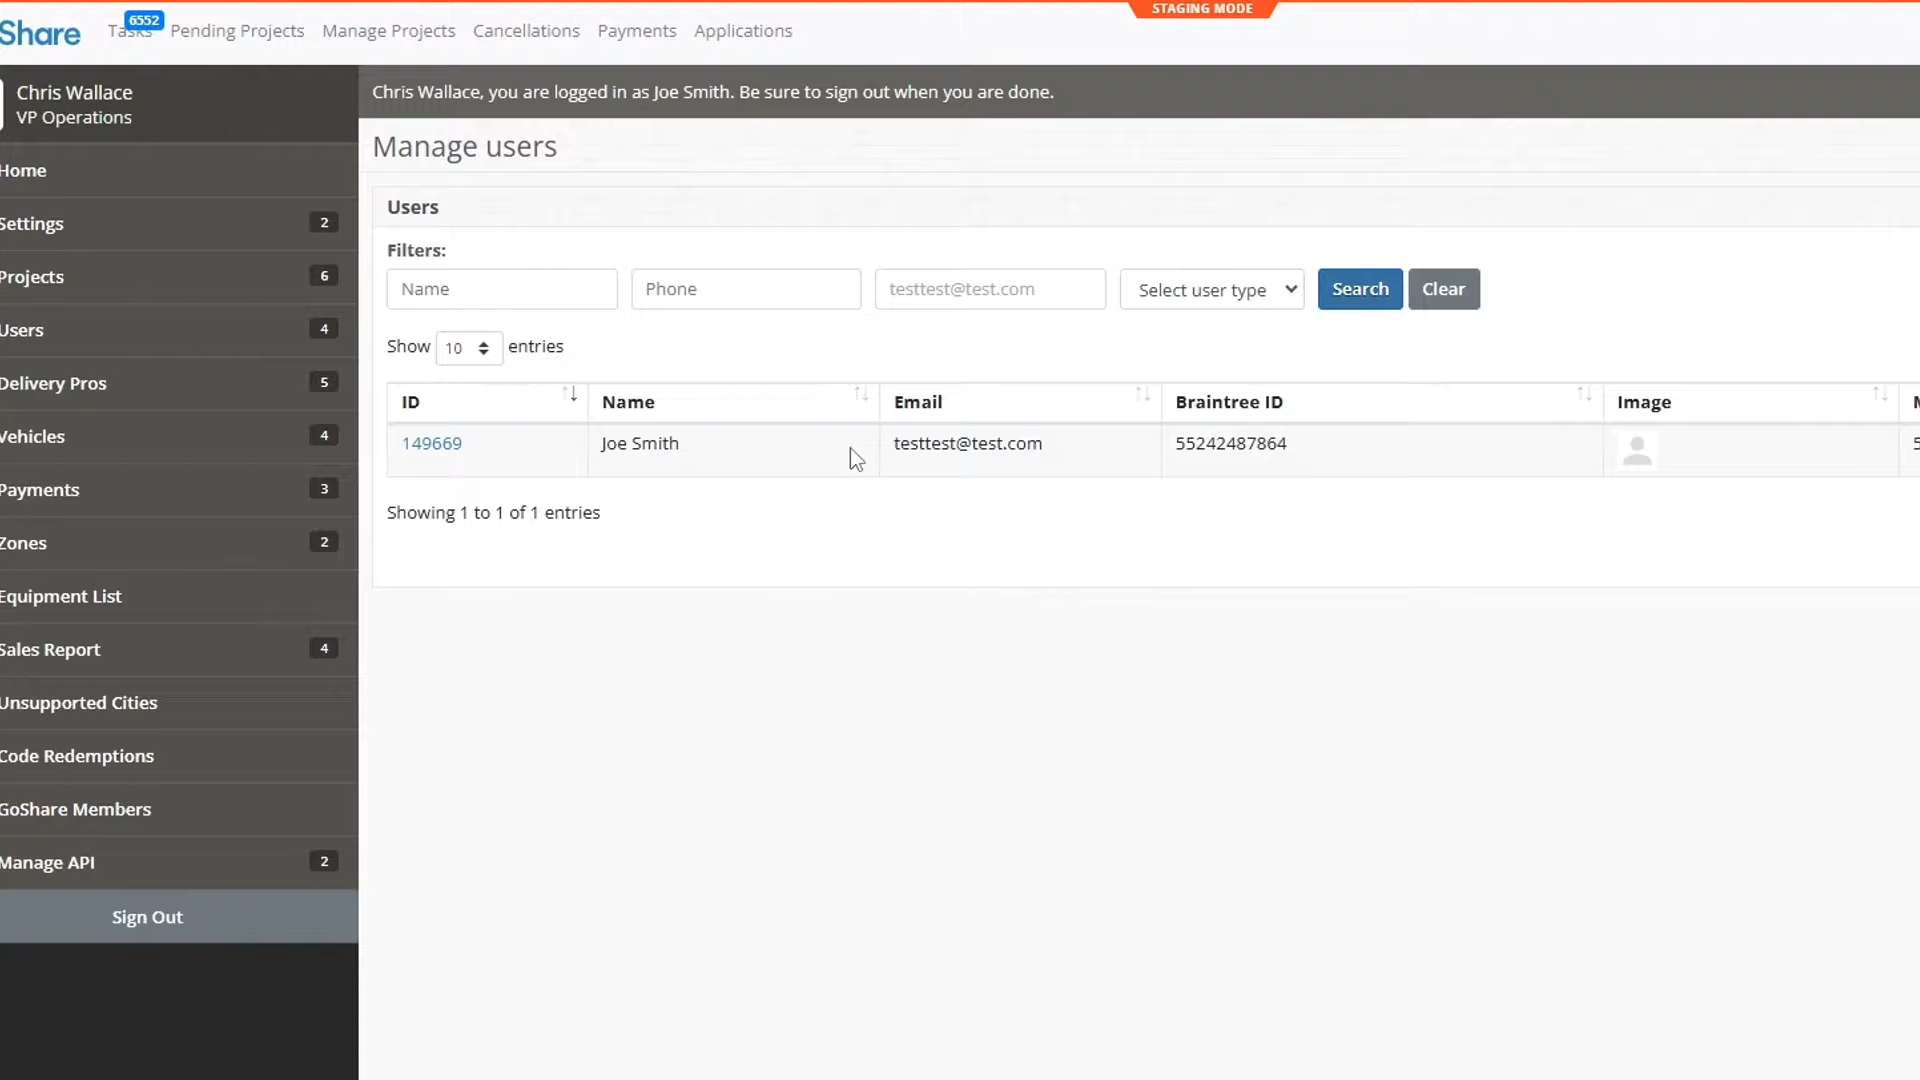 STAGING MODE
Share
Tasks 6552 Pending Projects Manage Projects Cancellations Payments Applications
Chris Wallace
VP Operations
Home
Settings 2
Projects 6
Users 4
Delivery Pros 5
Vehicles 4
Payments 3
Zones 2
Equipment List
Sales Report 4
Unsupported Cities
Code Redemptions
GoShare Members
Manage API 2
Sign Out
Chris Wallace, you are logged in as Joe Smith. Be sure to sign out when you are done.
Manage users
Users
Filters:
Name Phone testtest@test.com Select user type Search Clear
Show 10 entries
ID Name Email Braintree ID Image
149669 Joe Smith testtest@test.com 55242487864
Showing 1 to 1 of 1 entries